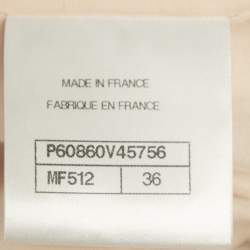 MADE IN FRANCE
FABRIQUE EN FRANCE
P60860V45756
MF512 36